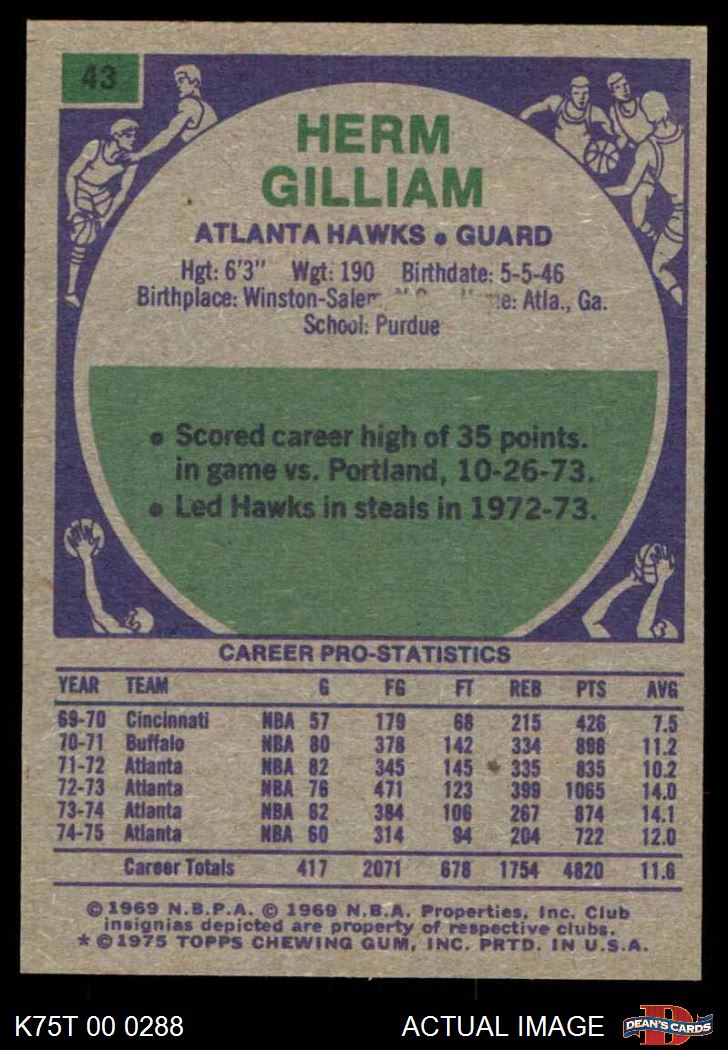 43
HERM
GILLIAM
ATLANTA HAWKS • GUARD
Hgt: 6'3" Wgt: 190 Birthdate: 5-5-46
Birthplace: Winston-Salem, Atla., Ga.
School: Purdue
• Scored career high of 35 points.
in game vs. Portland, 10-26-73.
• Led Hawks in steals in 1972-73.
CAREER PRO-STATISTICS
YEAR TEAM G FG FT REB PTS AVG
69-70 Cincinnati NBA 57 179 68 215 426 7.5
70-71 Buffalo NBA 80 378 142 334 898 11.2
71-72 Atlanta NBA 82 345 145 335 835 10.2
72-73 Atlanta NBA 76 471 123 399 1065 14.0
73-74 Atlanta NBA 62 384 106 267 874 14.1
74-75 Atlanta NBA 60 314 94 204 722 12.0
Career Totals 417 2071 678 1754 4820 11.6
© 1969 N.B.P.A. © 1969 N.B.A. Properties, Inc. Club
insignias depicted are property of respective clubs.
* © 1975 TOPPS CHEWING GUM, INC. PRTD. IN U.S.A.
K75T 00 0288 ACTUAL IMAGE
D
DEAN'S CARDS